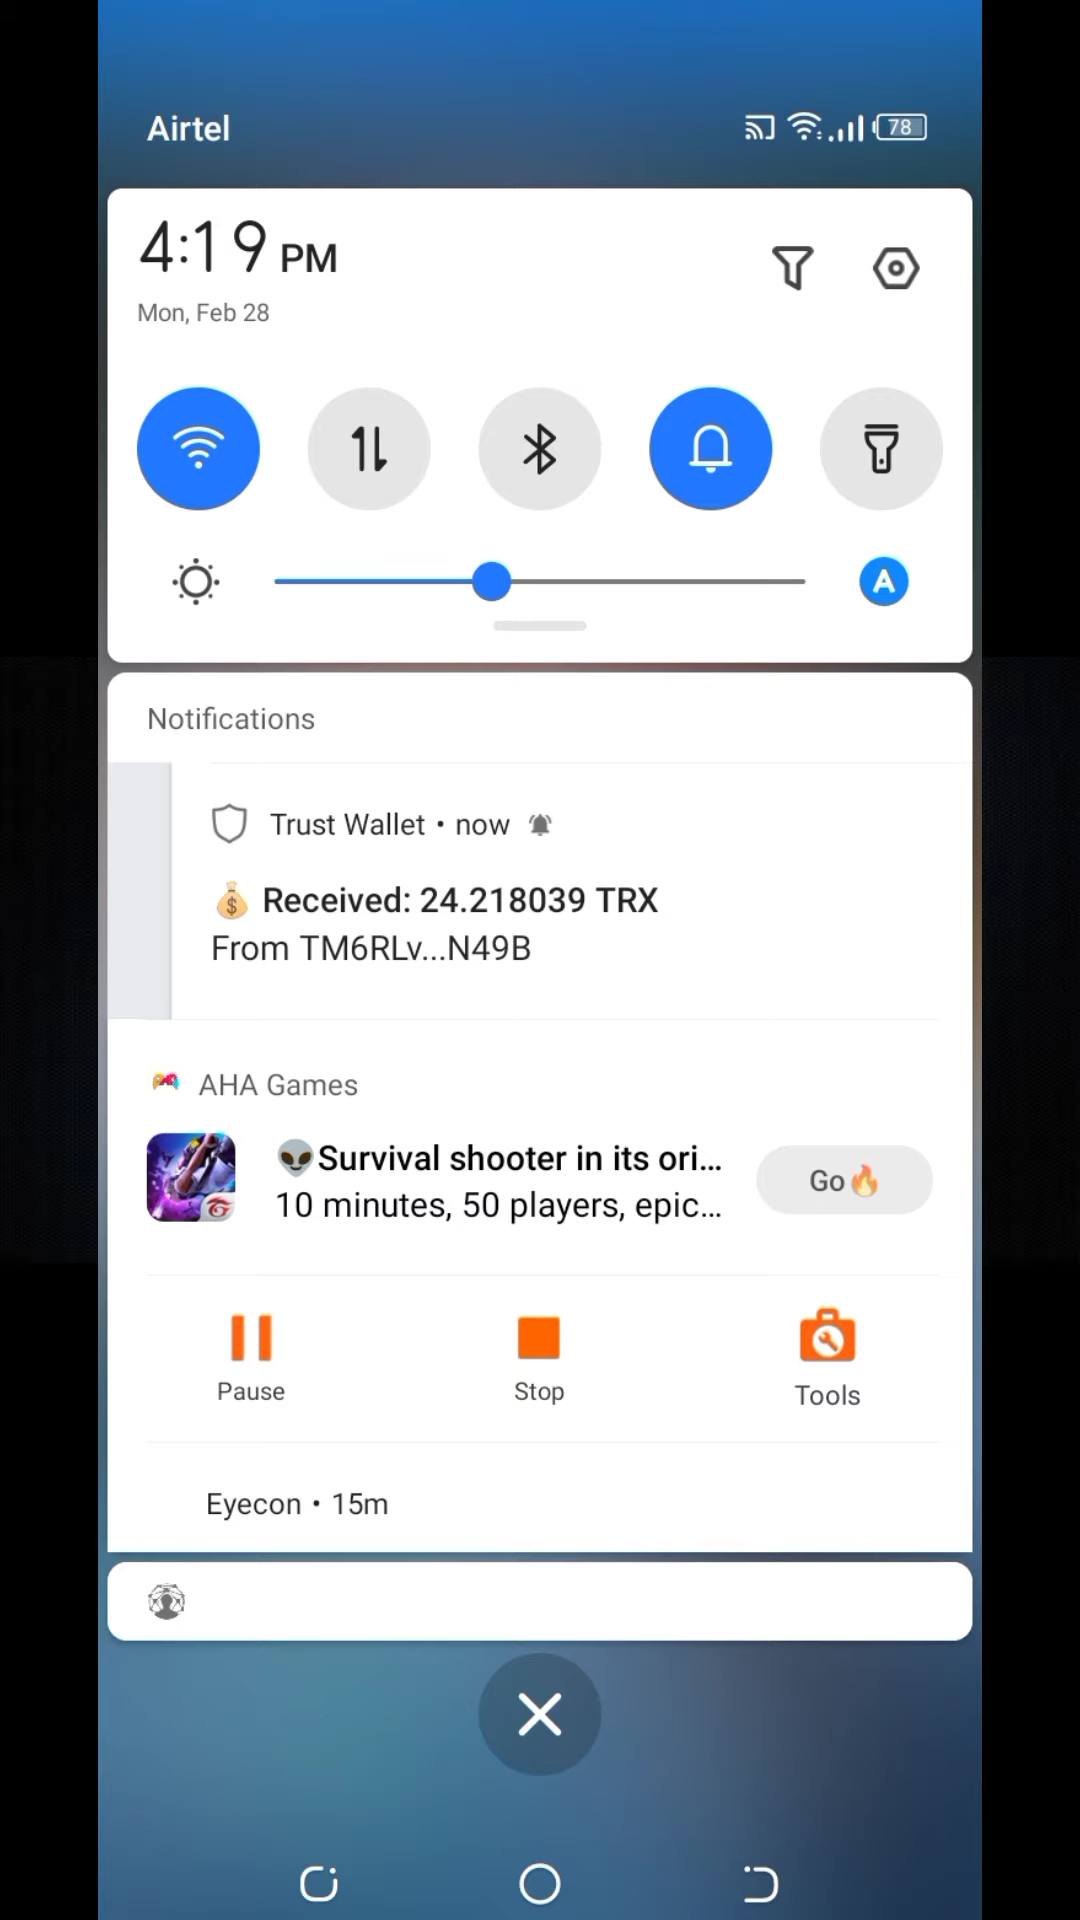 Airtel
78
4:19 PM
Mon, Feb 28
A
Notifications
Trust Wallet • now
Received: 24.218039 TRX
From TM6RLv...N49B
AHA Games
Survival shooter in its ori...
10 minutes, 50 players, epic...
Go
Pause
Stop
Tools
Eyecon • 15m